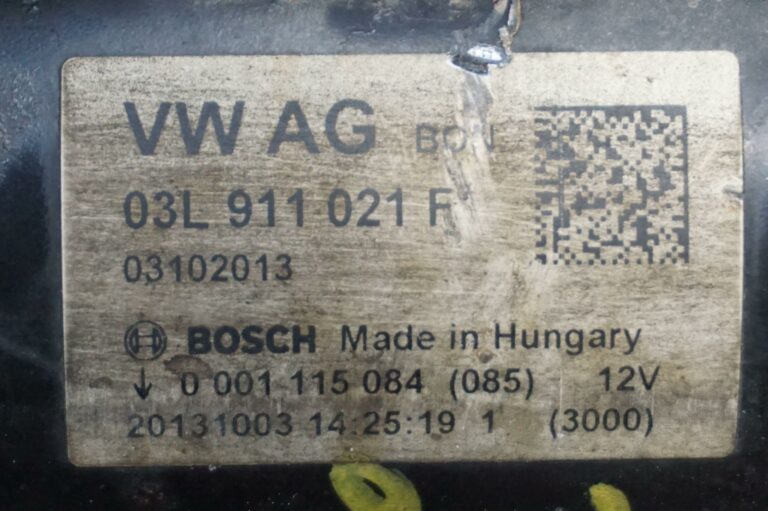 VW AG BON
03L 911 021 F
03102013
BOSCH Made in Hungary
↓ 0 001 115 084 (085) 12V
20131003 14:25:19 1 (3000)